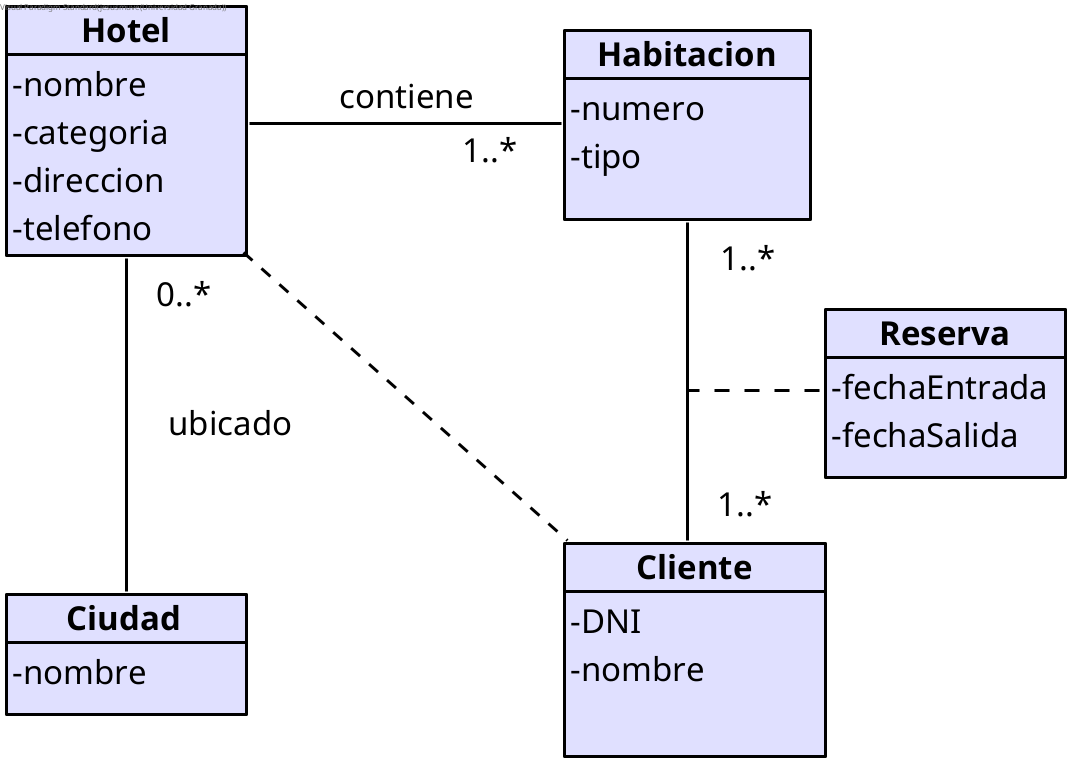 Hotel
-nombre
-categoria
-direccion
-telefono
contiene
1..*
Habitacion
-numero
-tipo
1..*
0..*
Reserva
-fechaEntrada
-fechaSalida
ubicado
1..*
Cliente
-DNI
-nombre
Ciudad
-nombre